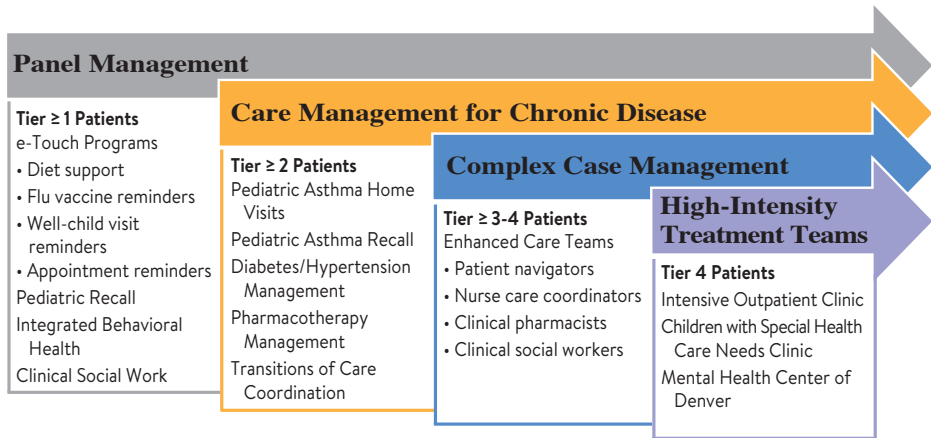 Panel Management
Tier ≥ 1 Patients
e-Touch Programs
• Diet support
• Flu vaccine reminders
• Well-child visit
reminders
• Appointment reminders
Pediatric Recall
Integrated Behavioral
Health
Clinical Social Work
Care Management for Chronic Disease
Tier ≥ 2 Patients
Pediatric Asthma Home
Visits
Pediatric Asthma Recall
Diabetes/Hypertension
Management
Pharmacotherapy
Management
Transitions of Care
Coordination
Complex Case Management
Tier ≥ 3-4 Patients
Enhanced Care Teams
• Patient navigators
• Nurse care coordinators
• Clinical pharmacists
• Clinical social workers
High-Intensity
Treatment Teams
Tier 4 Patients
Intensive Outpatient Clinic
Children with Special Health
Care Needs Clinic
Mental Health Center of
Denver